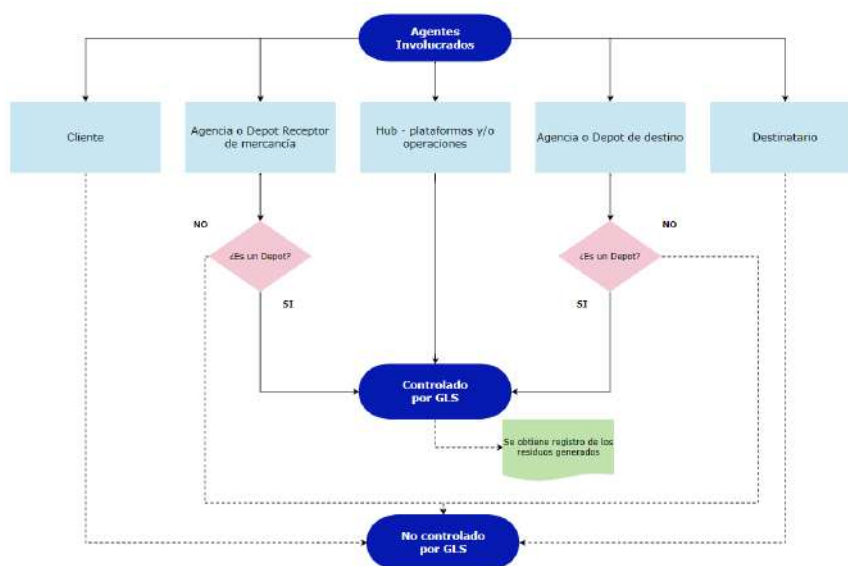 Agentes
Involucrados
Cliente
Agencia o Depot Receptor
de mercancía
Hub - plataformas y/o
operaciones
Agencia o Depot de destino
Destinatario
NO
¿Es un Depot?
SI
NO
¿Es un Depot?
SI
Controlado
por GLS
Se obtiene registro de los
residuos generados
No controlado
por GLS